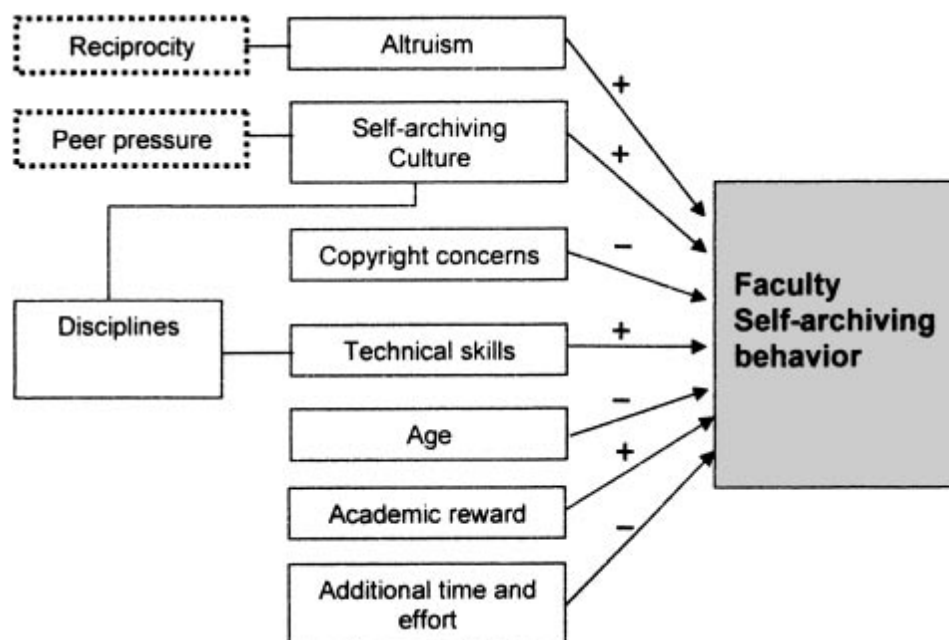 Reciprocity
Altruism
+
Peer pressure
Self-archiving
Culture
+
Copyright concerns
–
Disciplines
Technical skills
+
Age
–
Academic reward
+
Additional time and
effort
–
Faculty
Self-archiving
behavior